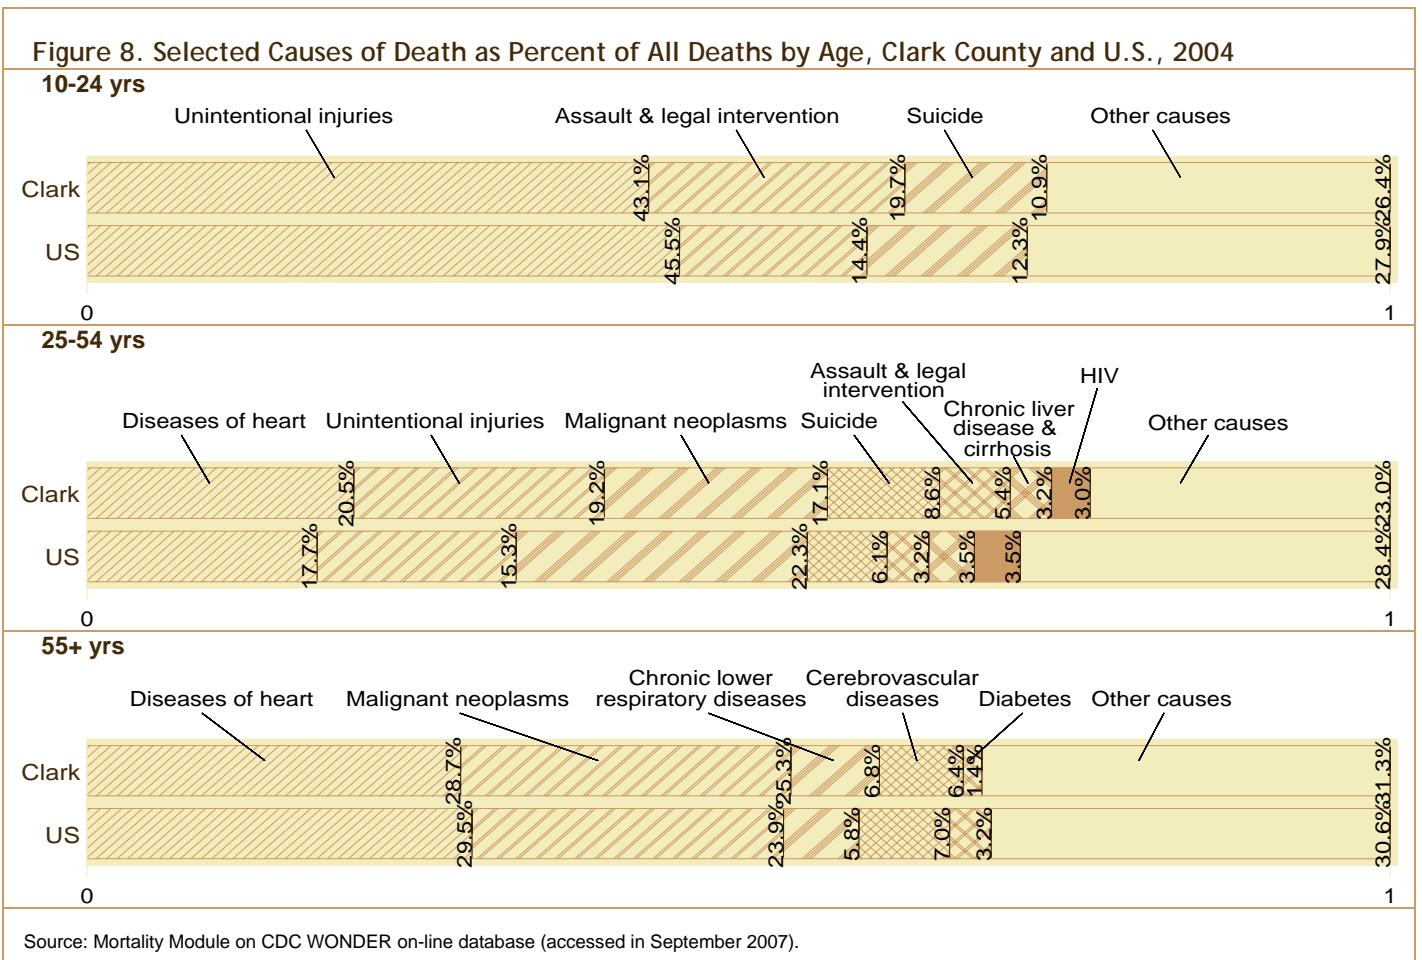 Figure 8. Selected Causes of Death as Percent of All Deaths by Age, Clark County and U.S., 2004
10-24 yrs
Unintentional injuries Assault & legal intervention Suicide Other causes
Clark 43.1% 19.7% 10.9% 26.4%
US 45.5% 14.4% 12.3% 27.9%
0 1
25-54 yrs
Assault & legal
intervention
HIV
Chronic liver
disease &
cirrhosis
Diseases of heart Unintentional injuries Malignant neoplasms Suicide Other causes
Clark 20.5% 19.2% 17.1% 8.6% 5.4% 3.2% 3.0% 23.0%
US 17.7% 15.3% 22.3% 6.1% 3.2% 3.5% 3.5% 28.4%
0 1
55+ yrs
Diseases of heart Malignant neoplasms
Chronic lower
respiratory diseases
Cerebrovascular
diseases
Diabetes Other causes
Clark 28.7% 25.3% 6.8% 6.4% 1.4% 31.3%
US 29.5% 23.9% 5.8% 7.0% 3.2% 30.6%
0 1
Source: Mortality Module on CDC WONDER on-line database (accessed in September 2007).